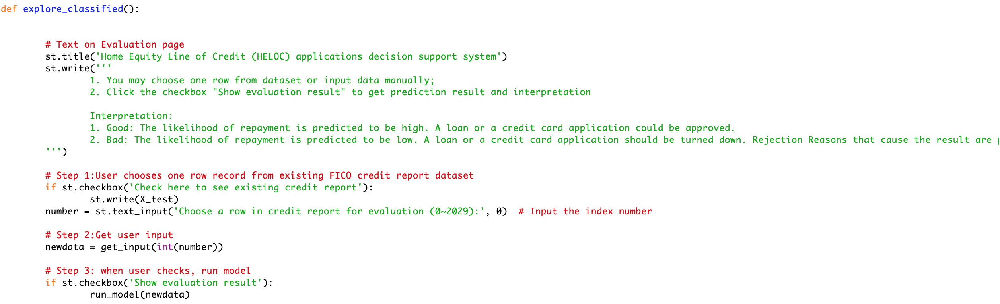 def explore_classified():
# Text on Evaluation page
st.title('Home Equity Line of Credit (HELOC) applications decision support system')
st.write('''
1. You may choose one row from dataset or input data manually;
2. Click the checkbox "Show evaluation result" to get prediction result and interpretation
Interpretation:
1. Good: The likelihood of repayment is predicted to be high. A loan or a credit card application could be approved.
2. Bad: The likelihood of repayment is predicted to be low. A loan or a credit card application should be turned down. Rejection Reasons that cause the result are
''')
# Step 1:User chooses one row record from existing FICO credit report dataset
if st.checkbox('Check here to see existing credit report'):
st.write(X_test)
number = st.text_input('Choose a row in credit report for evaluation (0~2029):', 0)  # Input the index number
# Step 2:Get user input
newdata = get_input(int(number))
# Step 3: when user checks, run model
if st.checkbox('Show evaluation result'):
run_model(newdata)